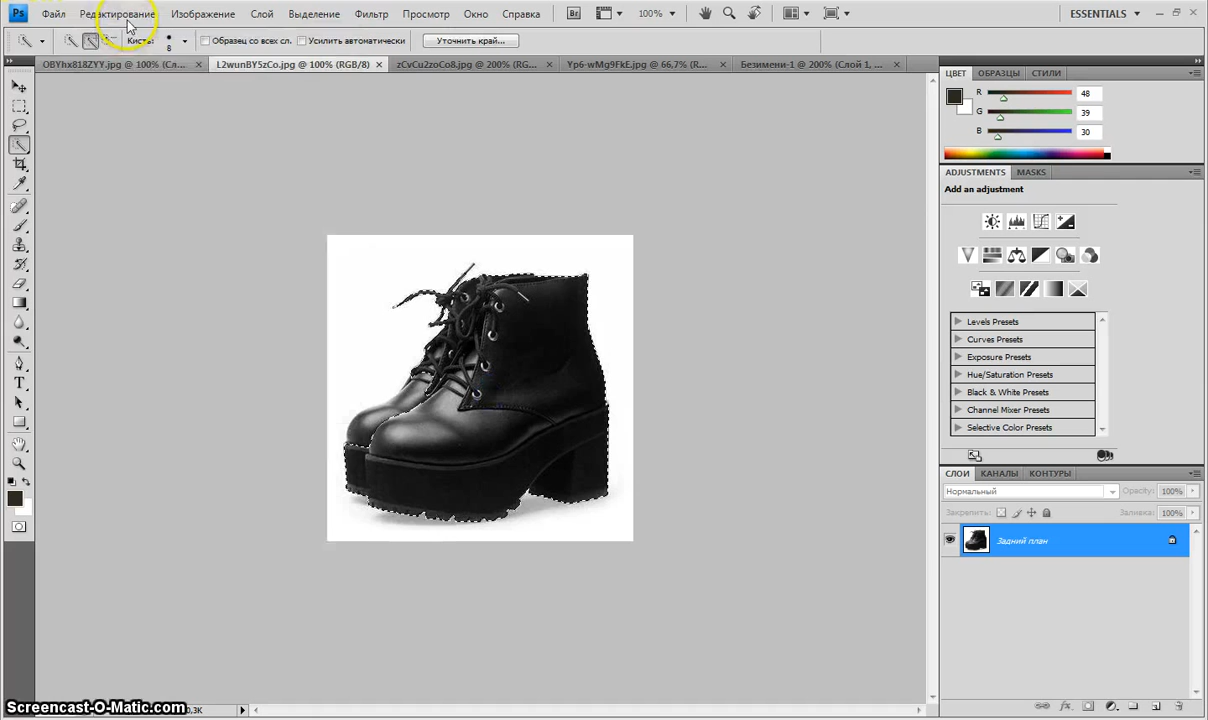 Ps Файл Редактирование Изображение Слой Выделение Фильтр Просмотр Окно Справка Br 100% ESSENTIALS
Кисть: 8 Образец со всех сл. Усилить автоматически Уточнить край...
OBYhx818ZYY.jpg @ 100% (Сл... L2wunBY5zCo.jpg @ 100% (RGB/8) zCvCu2zoCo8.jpg @ 200% (RG... Yp6-wMg9FkE.jpg @ 66,7% (R... Безимени-1 @ 200% (Слой 1, ...
ЦВЕТ ОБРАЗЦЫ СТИЛИ
R 48
G 39
B 30
ADJUSTMENTS MASKS
Add an adjustment
Levels Presets
Curves Presets
Exposure Presets
Hue/Saturation Presets
Black & White Presets
Channel Mixer Presets
Selective Color Presets
СЛОИ КАНАЛЫ КОНТУРЫ
Нормальный Opacity: 100%
Закрепить: Заливка: 100%
Задний план
Screencast-O-Matic.com 0,3K